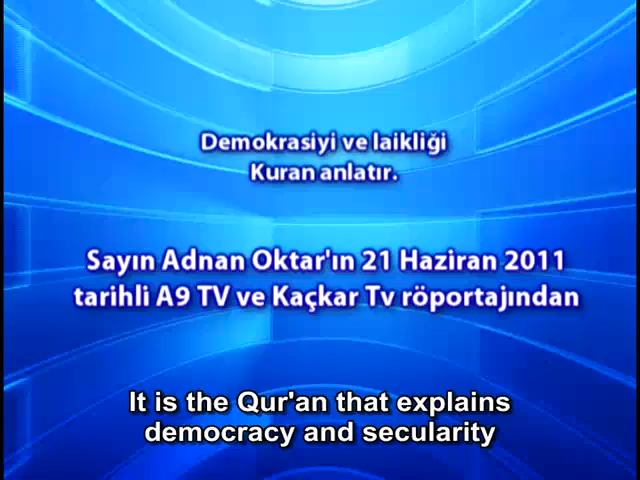 Demokrasiyi ve laikliği
Kuran anlatır.
Sayın Adnan Oktar'ın 21 Haziran 2011
tarihli A9 TV ve Kaçkar Tv röportajından
It is the Qur'an that explains
democracy and secularity